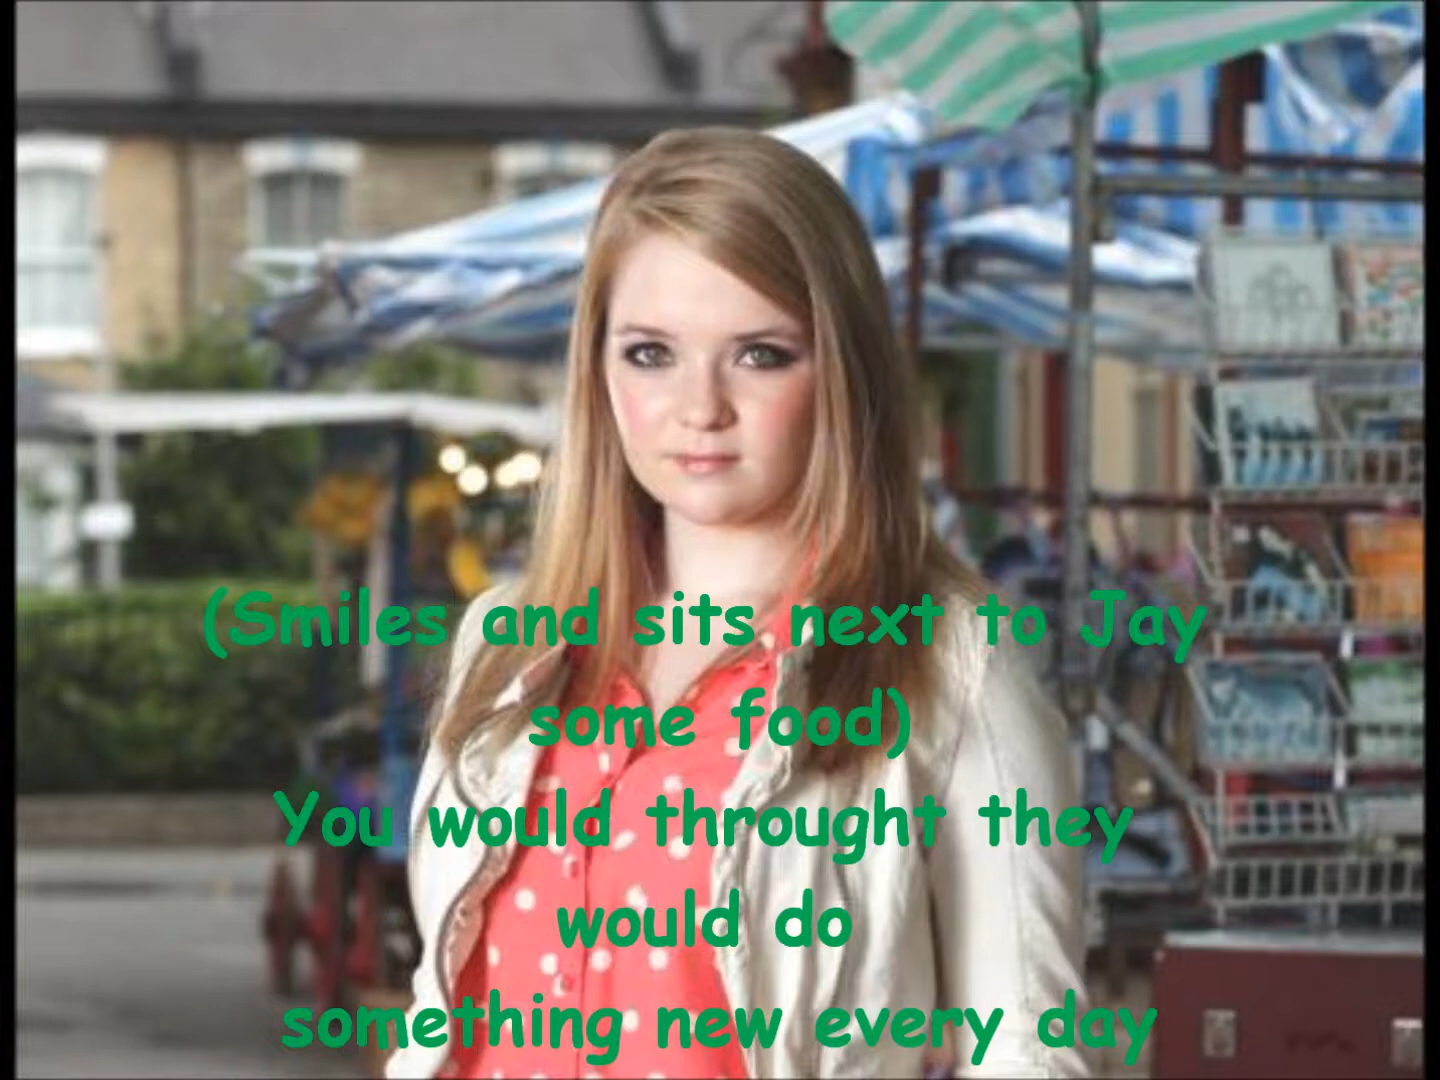 (Smiles and sits next to Jay
some food)
You would throught they
would do
something new every day